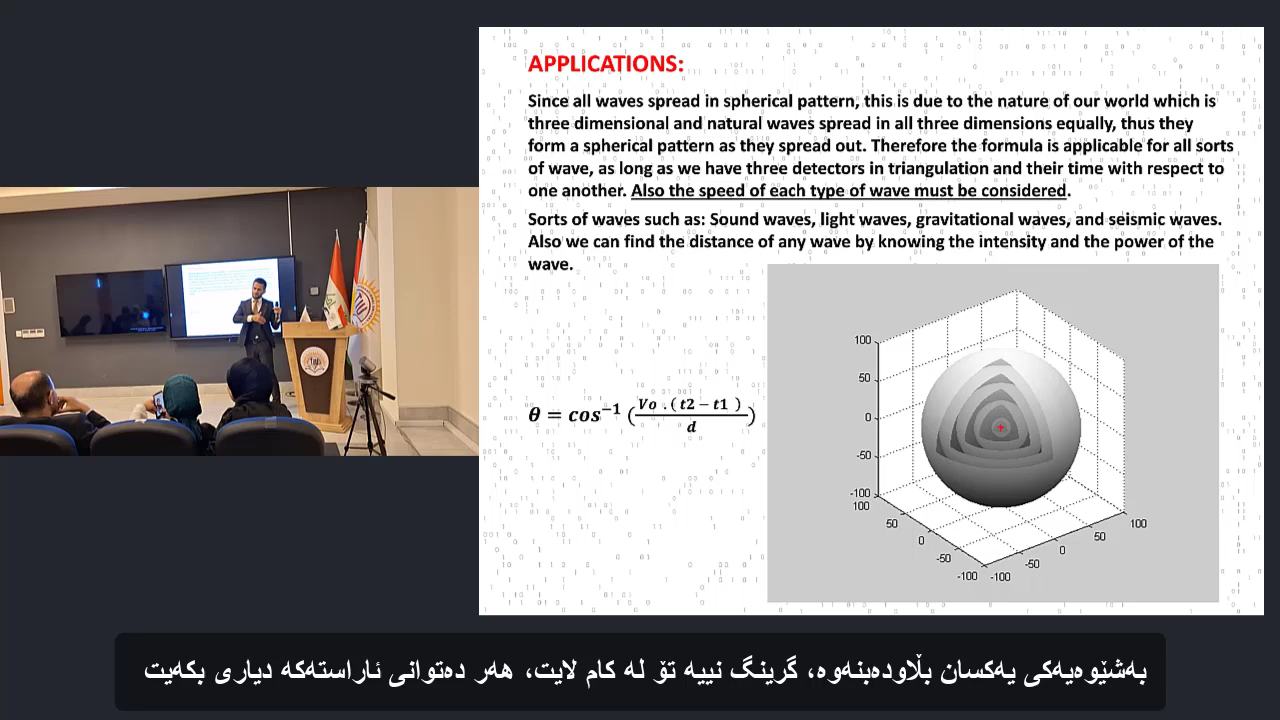 APPLICATIONS:
Since all waves spread in spherical pattern, this is due to the nature of our world which is
three dimensional and natural waves spread in all three dimensions equally, thus they
form a spherical pattern as they spread out. Therefore the formula is applicable for all sorts
of wave, as long as we have three detectors in triangulation and their time with respect to
one another. Also the speed of each type of wave must be considered.
Sorts of waves such as: Sound waves, light waves, gravitational waves, and seismic waves.
Also we can find the distance of any wave by knowing the intensity and the power of the
wave.
θ = cos⁻¹ (Vo .( t2 − t1 ) / d)
100
50
0
-50
-100
100
50
0
-50
-100
-100
-50
0
50
100
TIU
TIU
بەشێوەیەکی یەکسان بڵاودەبنەوە، گرینگ نییە تۆ لە کام لایت، هەر دەتوانی ئاراستەکە دیاری بکەیت